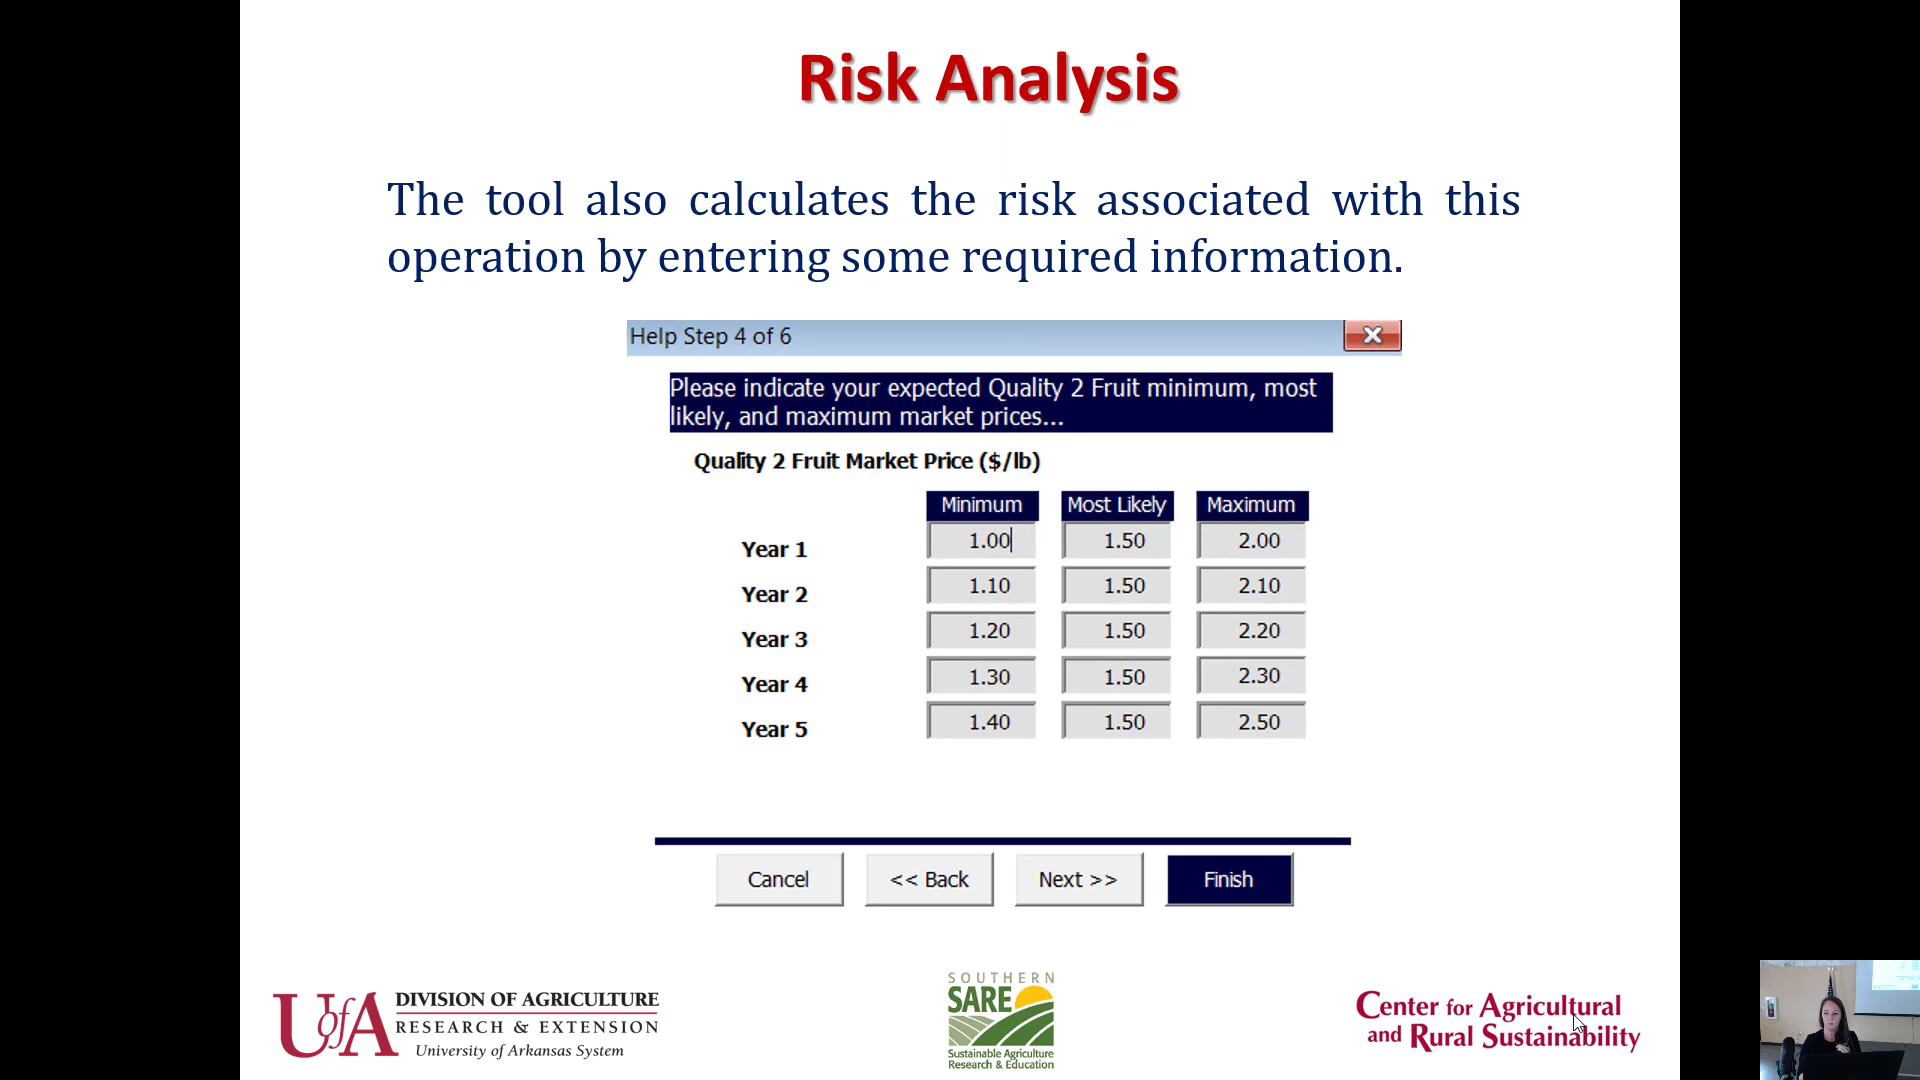 Risk Analysis
The tool also calculates the risk associated with this
operation by entering some required information.
Help Step 4 of 6
Please indicate your expected Quality 2 Fruit minimum, most
likely, and maximum market prices...
Quality 2 Fruit Market Price ($/lb)
Minimum Most Likely Maximum
Year 1 1.00 1.50 2.00
Year 2 1.10 1.50 2.10
Year 3 1.20 1.50 2.20
Year 4 1.30 1.50 2.30
Year 5 1.40 1.50 2.50
Cancel << Back Next >> Finish
UofA
DIVISION OF AGRICULTURE
RESEARCH & EXTENSION
University of Arkansas System
SOUTHERN
SARE
Sustainable Agriculture
Research & Education
Center for Agricultural
and Rural Sustainability